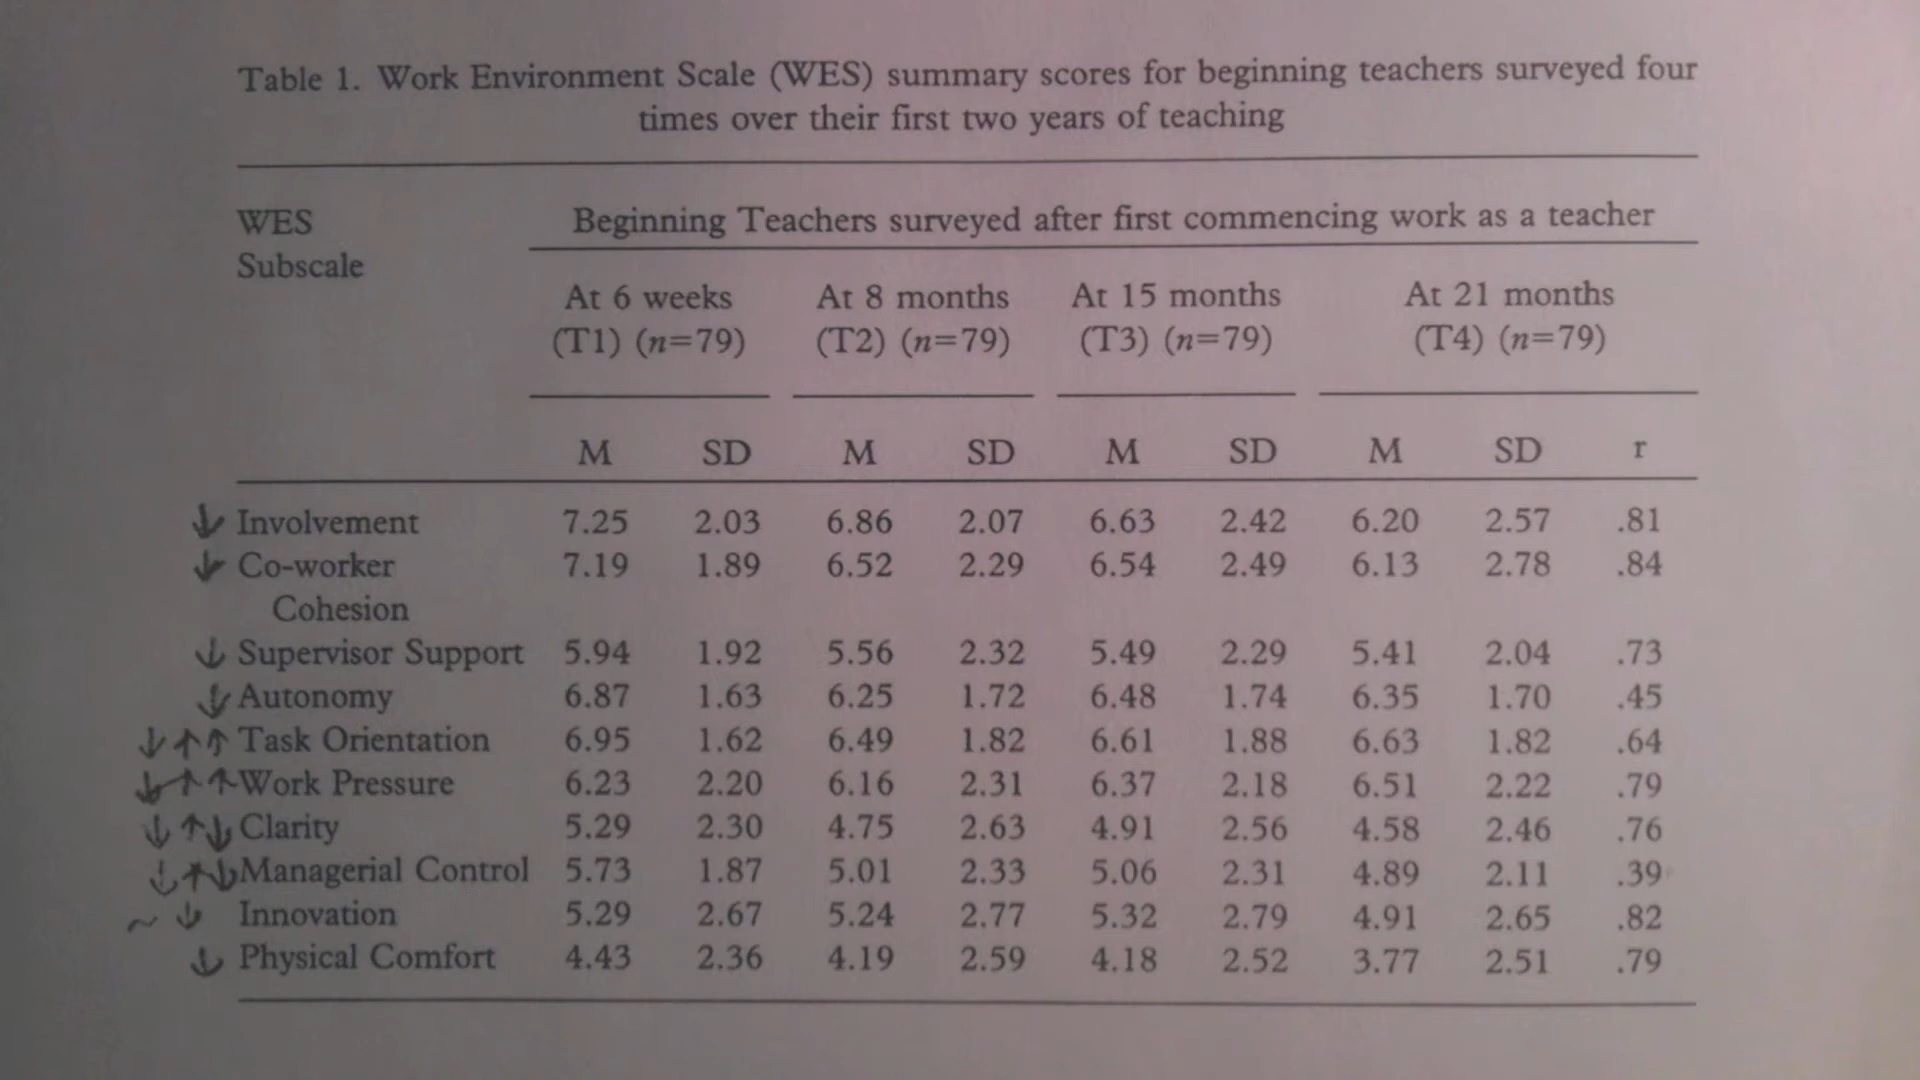 Table 1. Work Environment Scale (WES) summary scores for beginning teachers surveyed four
times over their first two years of teaching
WES Subscale
Beginning Teachers surveyed after first commencing work as a teacher
At 6 weeks (T1) (n=79)
At 8 months (T2) (n=79)
At 15 months (T3) (n=79)
At 21 months (T4) (n=79)
M SD M SD M SD M SD r
↓ Involvement 7.25 2.03 6.86 2.07 6.63 2.42 6.20 2.57 .81
↓ Co-worker 7.19 1.89 6.52 2.29 6.54 2.49 6.13 2.78 .84
Cohesion
↓ Supervisor Support 5.94 1.92 5.56 2.32 5.49 2.29 5.41 2.04 .73
↓ Autonomy 6.87 1.63 6.25 1.72 6.48 1.74 6.35 1.70 .45
↓↑↑ Task Orientation 6.95 1.62 6.49 1.82 6.61 1.88 6.63 1.82 .64
↓↑↑ Work Pressure 6.23 2.20 6.16 2.31 6.37 2.18 6.51 2.22 .79
↓↑↓ Clarity 5.29 2.30 4.75 2.63 4.91 2.56 4.58 2.46 .76
↓↑↓ Managerial Control 5.73 1.87 5.01 2.33 5.06 2.31 4.89 2.11 .39
~ ↓ Innovation 5.29 2.67 5.24 2.77 5.32 2.79 4.91 2.65 .82
↓ Physical Comfort 4.43 2.36 4.19 2.59 4.18 2.52 3.77 2.51 .79